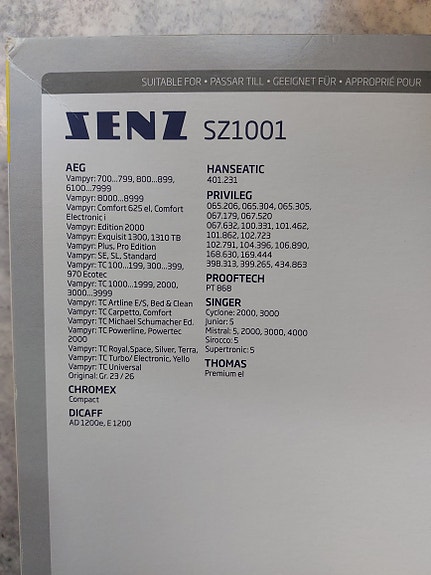 SUITABLE FOR • PASSAR TILL • GEEIGNET FÜR • APPROPRIÉ POUR
SENZ SZ1001
AEG
Vampyr: 700...799, 800...899,
6100...7999
Vampyr: 8000...8999
Vampyr: Comfort 625 el, Comfort
Electronic i
Vampyr: Edition 2000
Vampyr: Exquisit 1300, 1310 TB
Vampyr: Plus, Pro Edition
Vampyr: SE, SL, Standard
Vampyr: TC 100...199, 300...399,
970 Ecotec
Vampyr: TC 1000...1999, 2000,
3000...3999
Vampyr: TC Artline E/S, Bed & Clean
Vampyr: TC Carpetto, Comfort
Vampyr: TC Michael Schumacher Ed.
Vampyr: TC Powerline, Powertec
2000
Vampyr: TC Royal, Space, Silver, Terra,
Vampyr: TC Turbo/ Electronic, Yello
Vampyr: TC Universal
Original: Gr. 23 / 26
CHROMEX
Compact
DICAFF
AD 1200e, E 1200
HANSEATIC
401.231
PRIVILEG
065.206, 065.304, 065.305,
067.179, 067.520
067.632, 100.331, 101.462,
101.862, 102.723
102.791, 104.396, 106.890,
168.630, 169.444
398.313, 399.265, 434.863
PROOFTECH
PT 868
SINGER
Cyclone: 2000, 3000
Junior: 5
Mistral: 5, 2000, 3000, 4000
Sirocco: 5
Supertronic: 5
THOMAS
Premium el